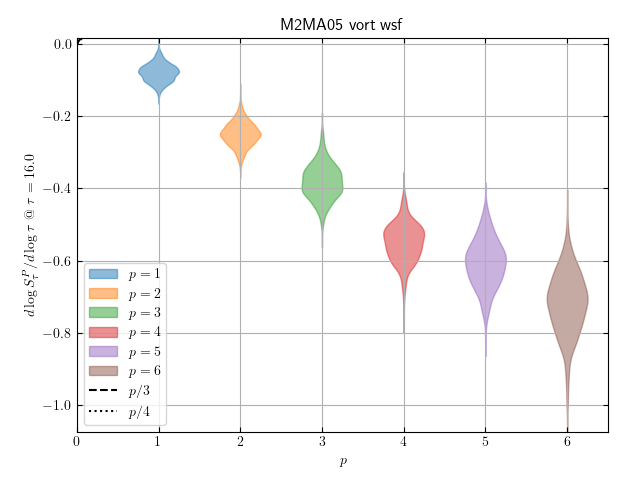 M2MA05 vort wsf
0.0
−0.2
−0.4
−0.6
−0.8
−1.0
d log S_τ^P / d log τ @ τ = 16.0
p = 1
p = 2
p = 3
p = 4
p = 5
p = 6
p/3
p/4
0 1 2 3 4 5 6
p